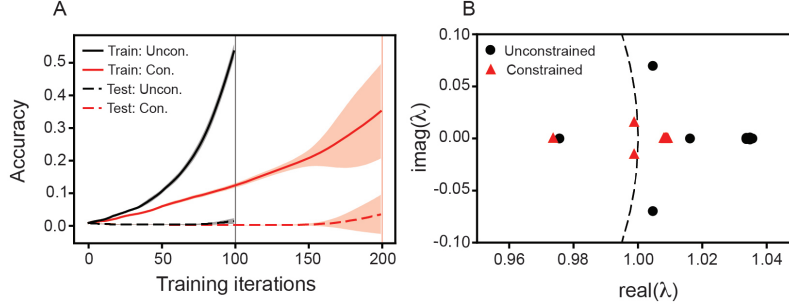 A
Train: Uncon.
Train: Con.
Test: Uncon.
Test: Con.
Accuracy
0.5
0.4
0.3
0.2
0.1
0.0
0 50 100 150 200
Training iterations
B
Unconstrained
Constrained
imag(λ)
0.10
0.05
0.00
-0.05
-0.10
0.96 0.98 1.00 1.02 1.04
real(λ)